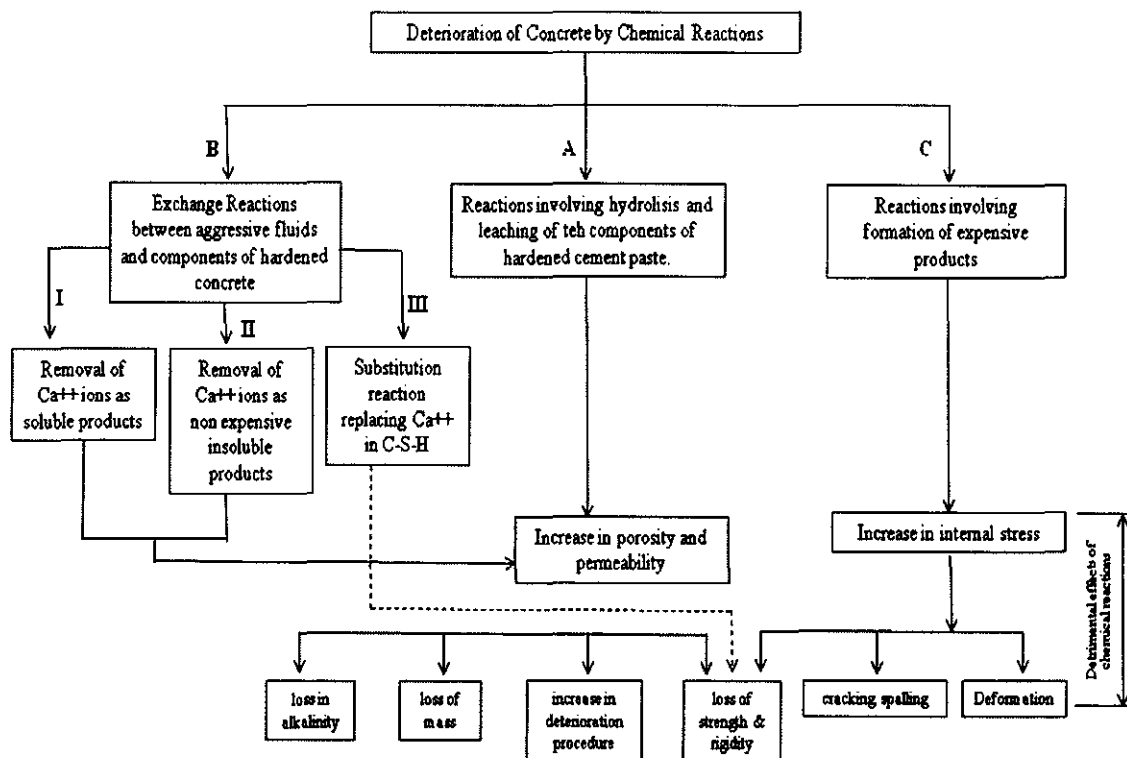 Deterioration of Concrete by Chemical Reactions
B
A
C
Exchange Reactions
between aggressive fluids
and components of hardened
concrete
Reactions involving hydrolisis and
leaching of teh components of
hardened cement paste.
Reactions involving
formation of expensive
products
I
II
III
Removal of
Ca++ ions as
soluble products
Removal of
Ca++ ions as
non expensive
insoluble
products
Substitution
reaction
replacing Ca++
in C-S-H
Increase in porosity and
permeability
Increase in internal stress
Detrimental effects of
chemical reactions
loss in
alkalinity
loss of
mass
increase in
deterioration
procedure
loss of
strength &
rigidity
cracking spalling
Deformation